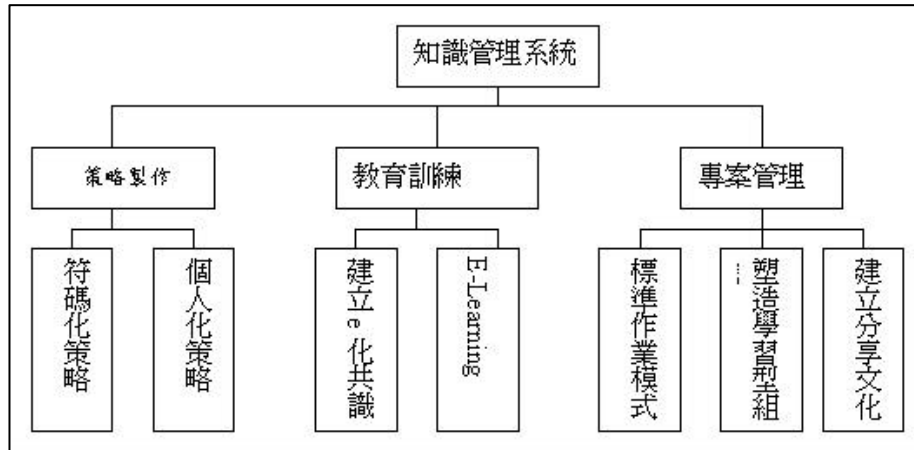 知識管理系統
策略製作
教育訓練
專案管理
符碼化策略
個人化策略
建立e化共識
E-Learning
標準作業模式
塑造學習型組
建立分享文化